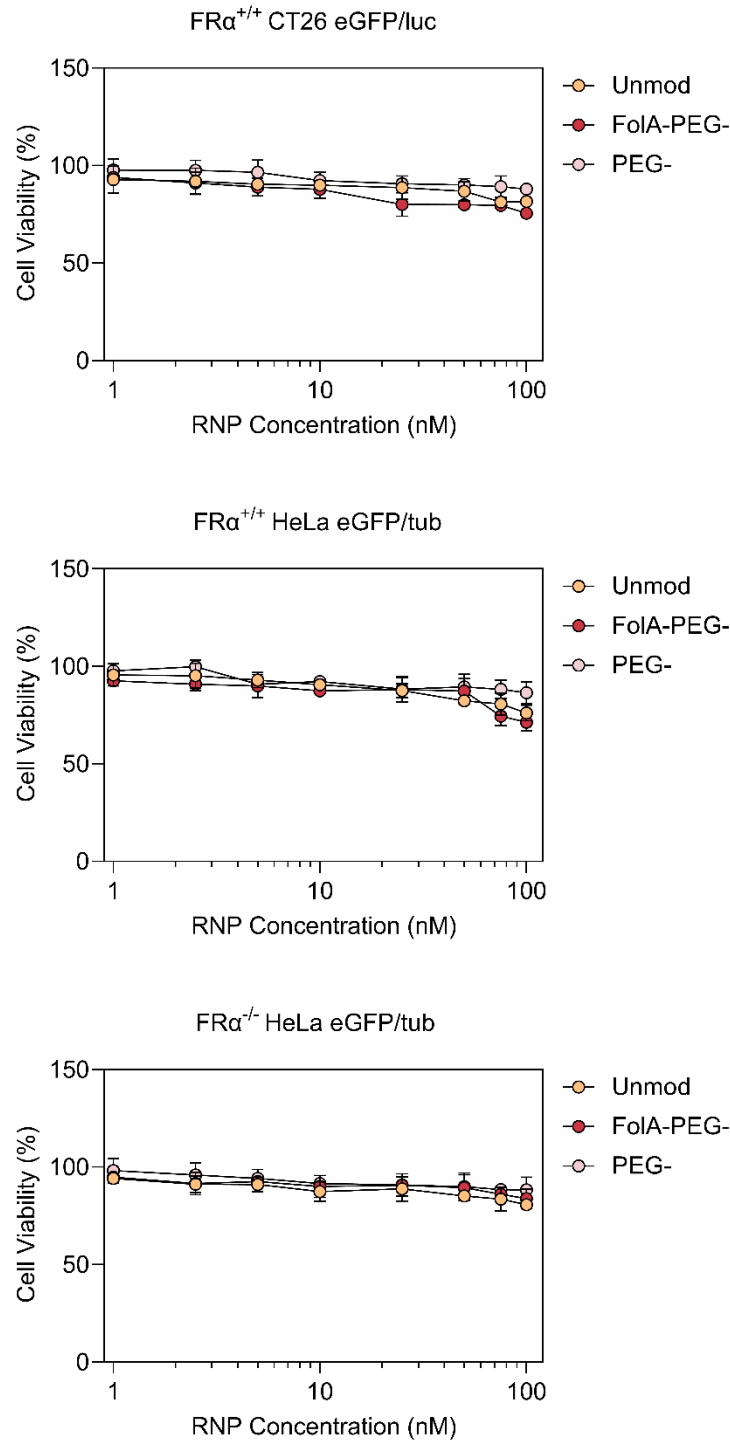 FRα+/+ CT26 eGFP/luc
150
100
50
0
Cell Viability (%)
1
10
100
RNP Concentration (nM)
Unmod
FolA-PEG-
PEG-
FRα+/+ HeLa eGFP/tub
150
100
50
0
Cell Viability (%)
1
10
100
RNP Concentration (nM)
Unmod
FolA-PEG-
PEG-
FRα-/- HeLa eGFP/tub
150
100
50
0
Cell Viability (%)
1
10
100
RNP Concentration (nM)
Unmod
FolA-PEG-
PEG-